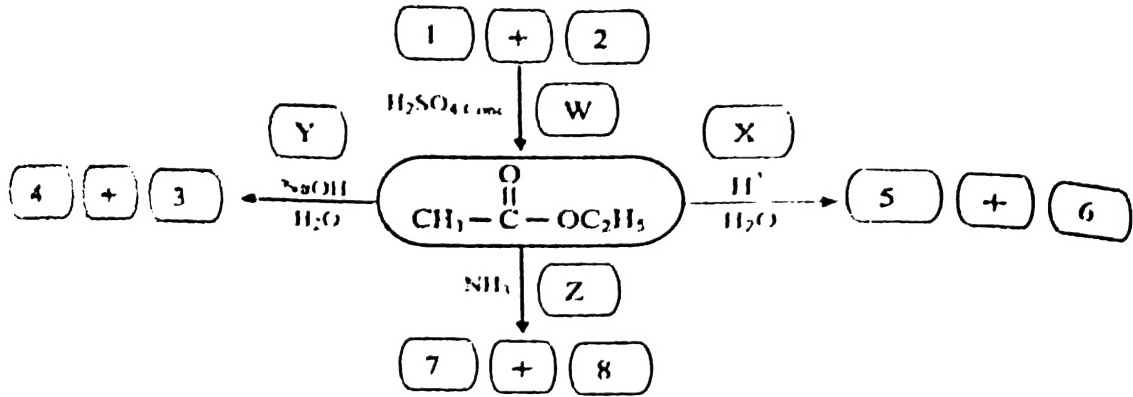 1 + 2
H₂SO₄ conc
W
Y
X
4 + 3
NaOH
H₂O
O
CH₃ — C — OC₂H₅
H⁺
H₂O
5 + 6
NH₃
Z
7 + 8